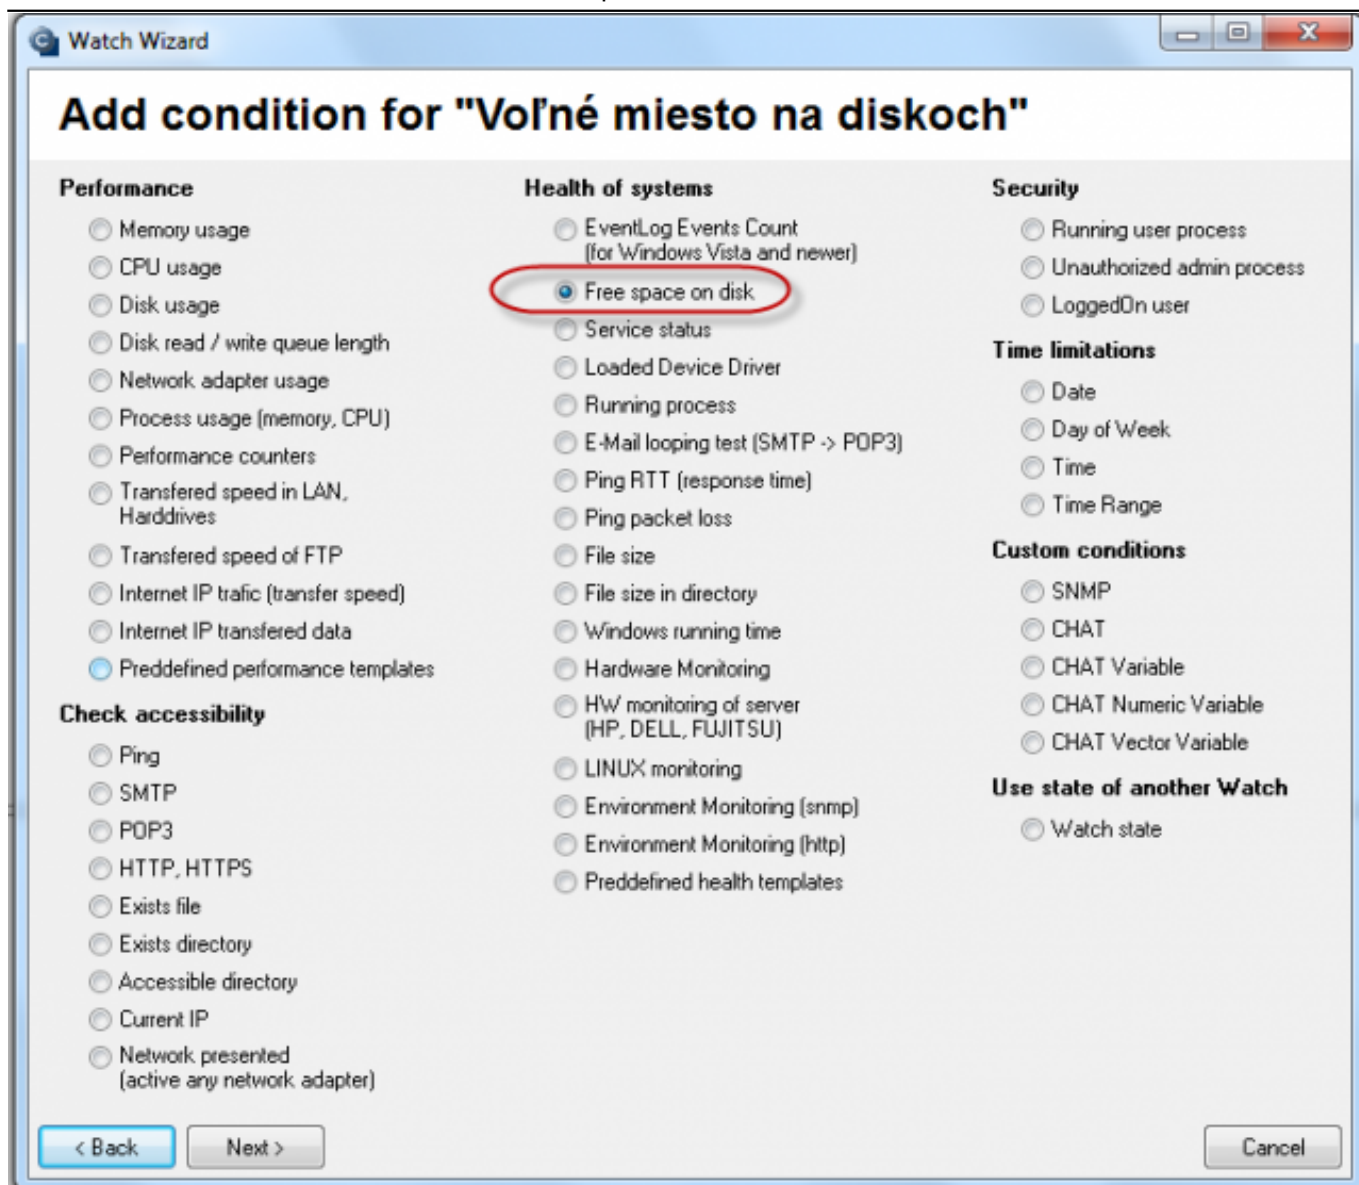 Watch Wizard
Add condition for "Voľné miesto na diskoch"
Performance
Memory usage
CPU usage
Disk usage
Disk read / write queue length
Network adapter usage
Process usage (memory, CPU)
Performance counters
Transfered speed in LAN,
Harddrives
Transfered speed of FTP
Internet IP trafic (transfer speed)
Internet IP transfered data
Preddefined performance templates
Check accessibility
Ping
SMTP
POP3
HTTP, HTTPS
Exists file
Exists directory
Accessible directory
Current IP
Network presented
(active any network adapter)
Health of systems
EventLog Events Count
(for Windows Vista and newer)
Free space on disk
Service status
Loaded Device Driver
Running process
E-Mail looping test (SMTP -> POP3)
Ping RTT (response time)
Ping packet loss
File size
File size in directory
Windows running time
Hardware Monitoring
HW monitoring of server
(HP, DELL, FUJITSU)
LINUX monitoring
Environment Monitoring (snmp)
Environment Monitoring (http)
Preddefined health templates
Security
Running user process
Unauthorized admin process
LoggedOn user
Time limitations
Date
Day of Week
Time
Time Range
Custom conditions
SNMP
CHAT
CHAT Variable
CHAT Numeric Variable
CHAT Vector Variable
Use state of another Watch
Watch state
< Back
Next >
Cancel